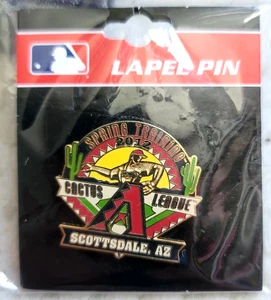 LAPEL PIN
SPRING TRAINING
2012
CACTUS LEAGUE
A
SCOTTSDALE, AZ